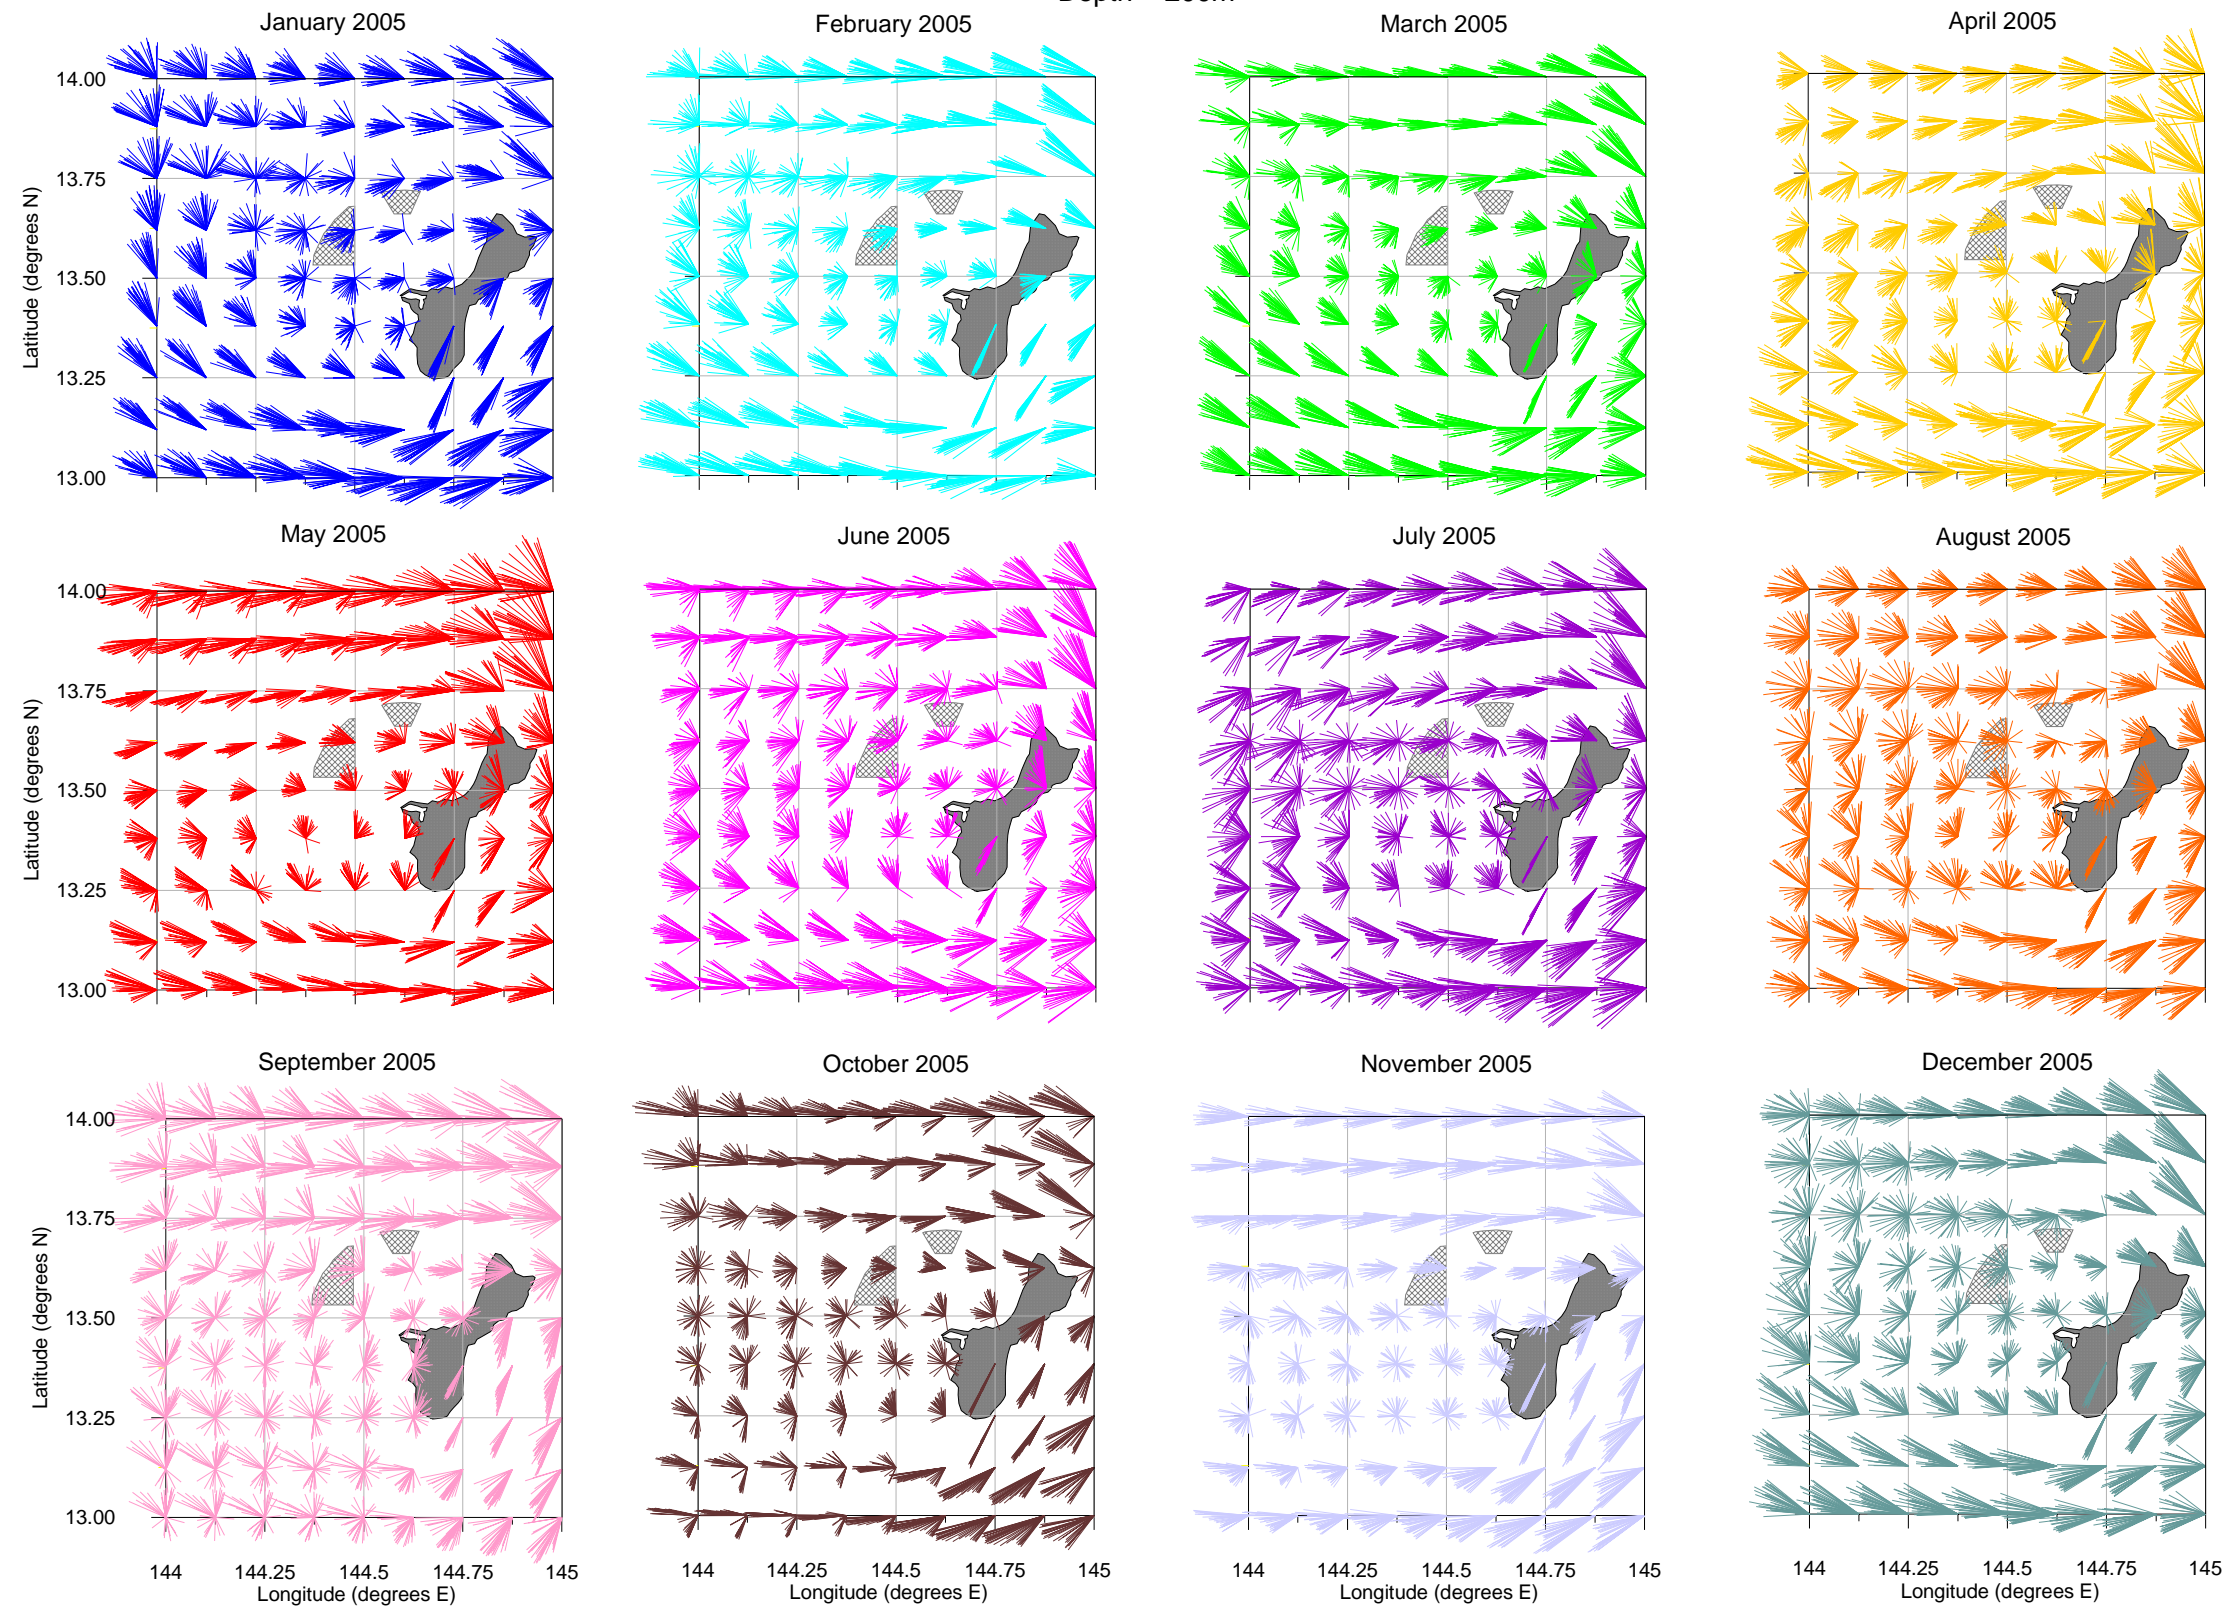 January 2005
February 2005
March 2005
April 2005
14.00
13.75
13.50
13.25
13.00
Latitude (degrees N)
May 2005
June 2005
July 2005
August 2005
14.00
13.75
13.50
13.25
13.00
Latitude (degrees N)
September 2005
October 2005
November 2005
December 2005
14.00
13.75
13.50
13.25
13.00
Latitude (degrees N)
144 144.25 144.5 144.75 145
144 144.25 144.5 144.75 145
144 144.25 144.5 144.75 145
144 144.25 144.5 144.75 145
Longitude (degrees E)
Longitude (degrees E)
Longitude (degrees E)
Longitude (degrees E)